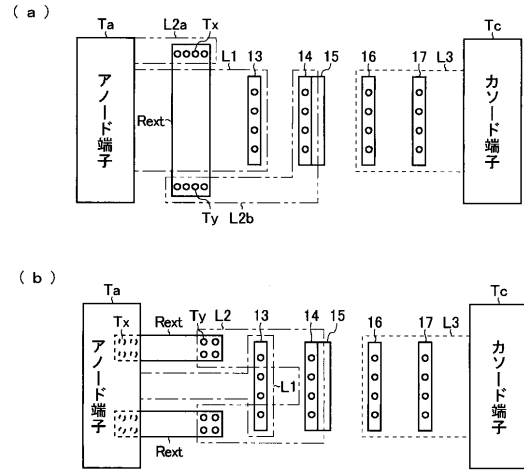 (a)
Ta
L2a
Tx
L1
13
14
15
16
17
L3
Tc
アノード端子
Rext
カソード端子
Ty
L2b
(b)
Ta
Tx
Rext
Ty
L2
13
14
15
16
17
L3
Tc
アノード端子
L1
カソード端子
Rext